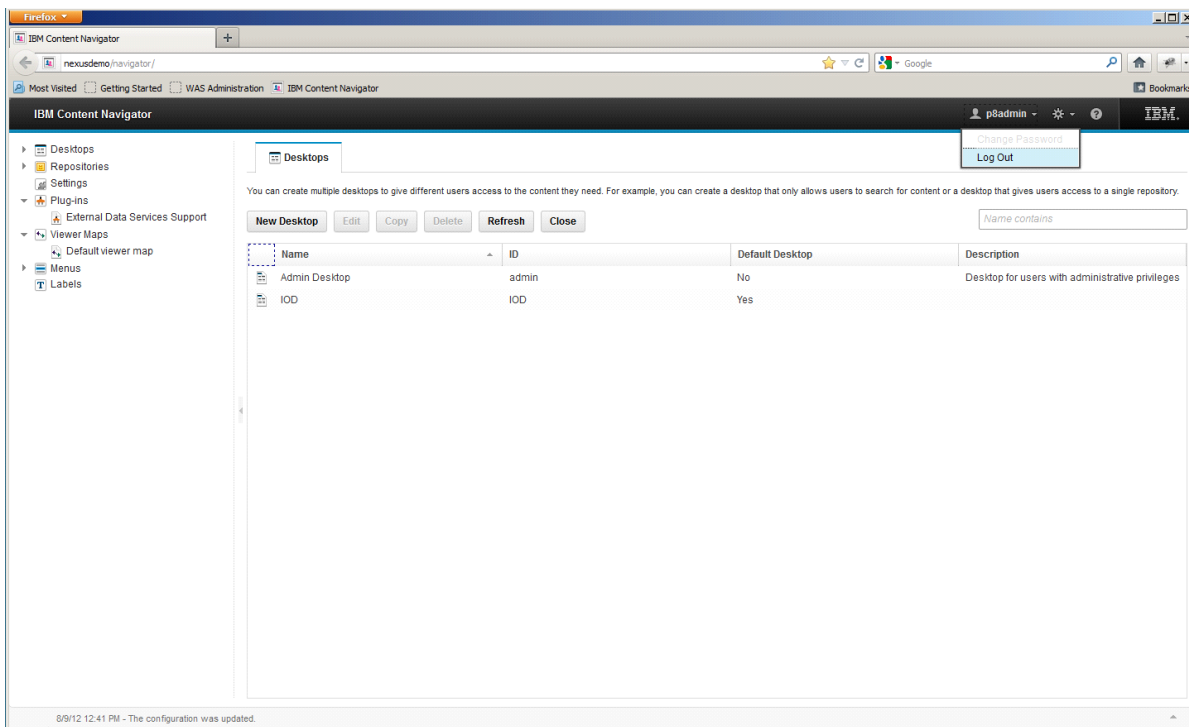 Firefox
IBM Content Navigator
nexusdemo/navigator/
Google
Most Visited Getting Started WAS Administration IBM Content Navigator Bookmarks
IBM Content Navigator p8admin IBM.
Change Password
Log Out
Desktops
Repositories
Settings
Plug-ins
External Data Services Support
Viewer Maps
Default viewer map
Menus
Labels
Desktops
You can create multiple desktops to give different users access to the content they need. For example, you can create a desktop that only allows users to search for content or a desktop that gives users access to a single repository.
New Desktop Edit Copy Delete Refresh Close Name contains
Name ID Default Desktop Description
Admin Desktop admin No Desktop for users with administrative privileges
IOD IOD Yes
8/9/12 12:41 PM - The configuration was updated.